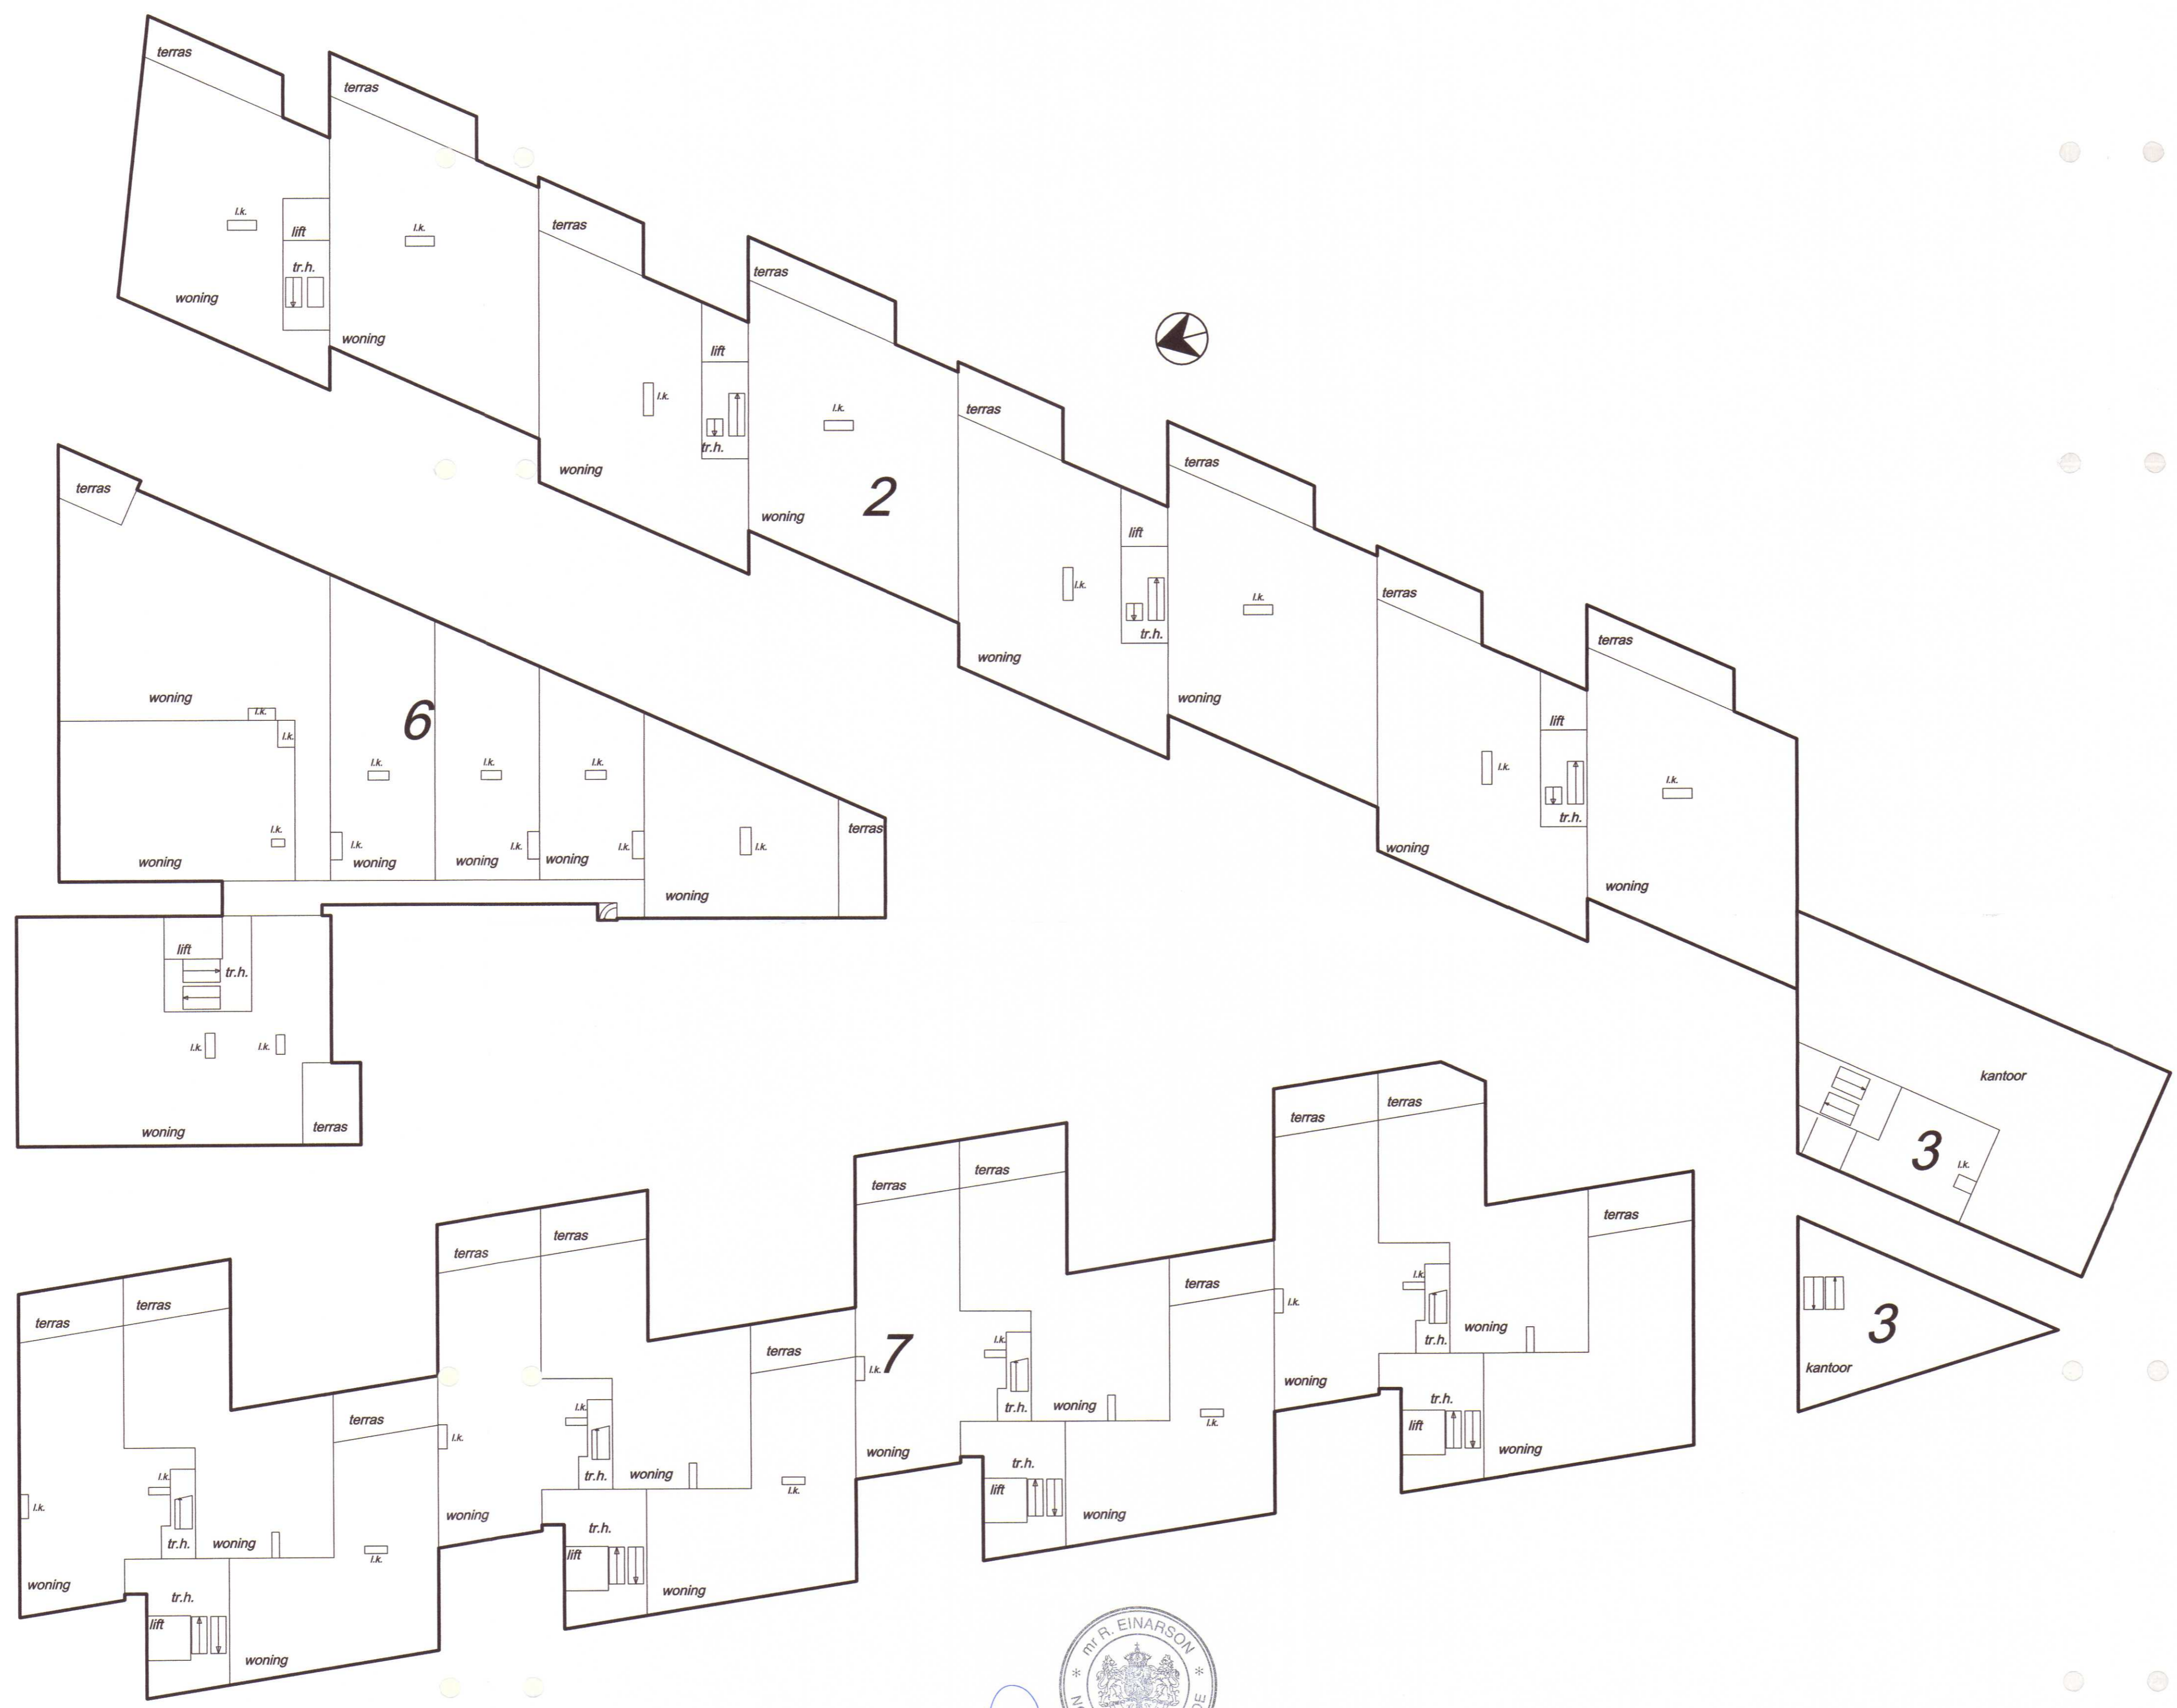 terras
terras
l.k.
lift
l.k.
tr.h.
woning
woning
terras
terras
lift
l.k.
tr.h.
l.k.
woning
woning
2
terras
terras
lift
l.k.
tr.h.
l.k.
woning
woning
terras
terras
lift
l.k.
tr.h.
l.k.
woning
woning
terras
woning
l.k.
l.k.
6
l.k.
l.k.
l.k.
l.k.
l.k.
l.k.
l.k.
l.k.
terras
woning
woning
woning
woning
woning
lift
tr.h.
l.k.
l.k.
woning
terras
kantoor
3
l.k.
3
kantoor
terras
terras
terras
l.k.
l.k.
tr.h.
woning
l.k.
woning
tr.h.
lift
woning
terras
terras
terras
l.k.
l.k.
tr.h.
woning
l.k.
woning
tr.h.
lift
woning
terras
terras
terras
7
l.k.
l.k.
tr.h.
woning
l.k.
woning
tr.h.
lift
woning
terras
terras
terras
l.k.
l.k.
tr.h.
woning
woning
tr.h.
lift
woning
* mr R. EINARSON *